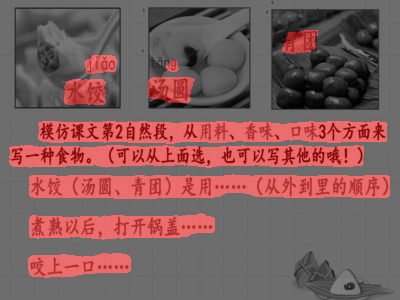 jiǎo
水饺
汤圆
青团
模仿课文第2自然段，从用料、香味、口味3个方面来
写一种食物。（可以从上面选，也可以写其他的哦！）
水饺（汤圆、青团）是用……（从外到里的顺序）
煮熟以后，打开锅盖……
咬上一口……